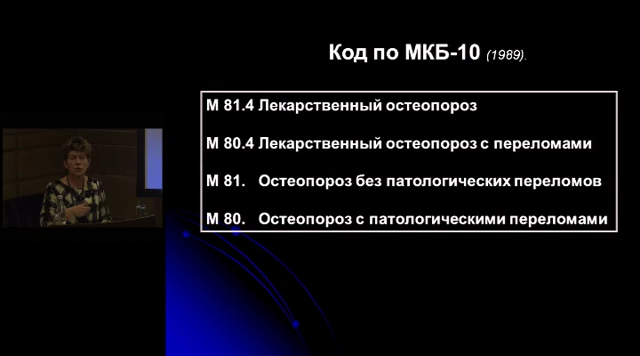 Код по МКБ-10 (1989).
М 81.4 Лекарственный остеопороз
М 80.4 Лекарственный остеопороз с переломами
М 81. Остеопороз без патологических переломов
М 80. Остеопороз с патологическими переломами